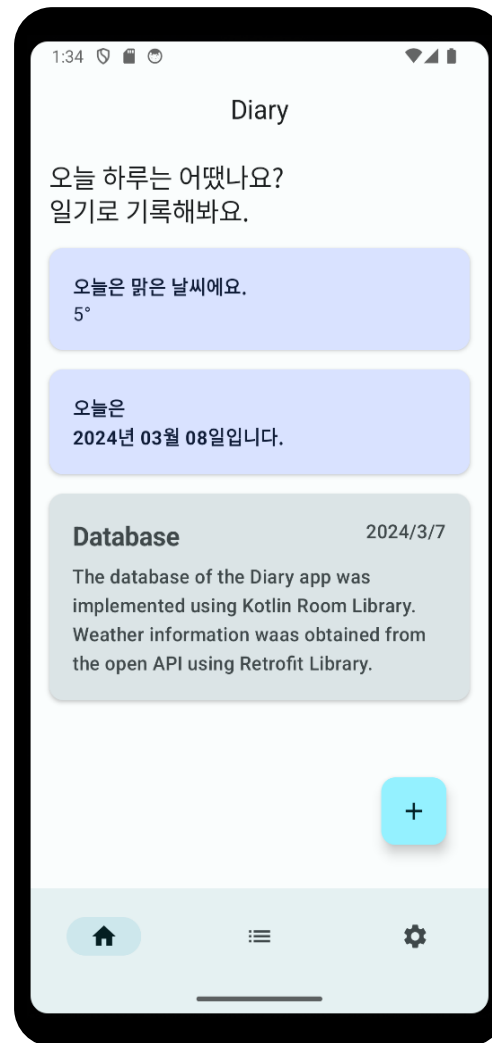 1:34
Diary
오늘 하루는 어땠나요?
일기로 기록해봐요.
오늘은 맑은 날씨에요.
5°
오늘은
2024년 03월 08일입니다.
Database
2024/3/7
The database of the Diary app was
implemented using Kotlin Room Library.
Weather information waas obtained from
the open API using Retrofit Library.
+